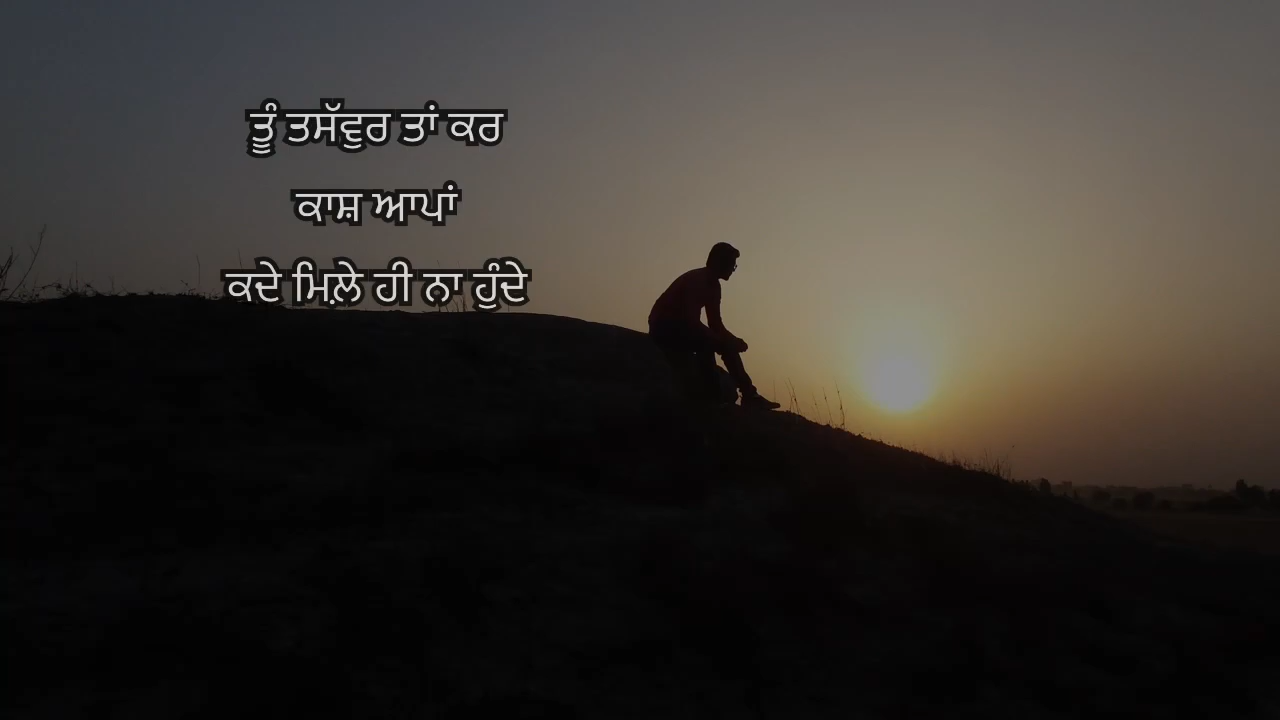 ਤੂੰ ਤਸੱਵੁਰ ਤਾਂ ਕਰ
ਕਾਸ਼ ਆਪਾਂ
ਕਦੇ ਮਿਲ਼ੇ ਹੀ ਨਾ ਹੁੰਦੇ